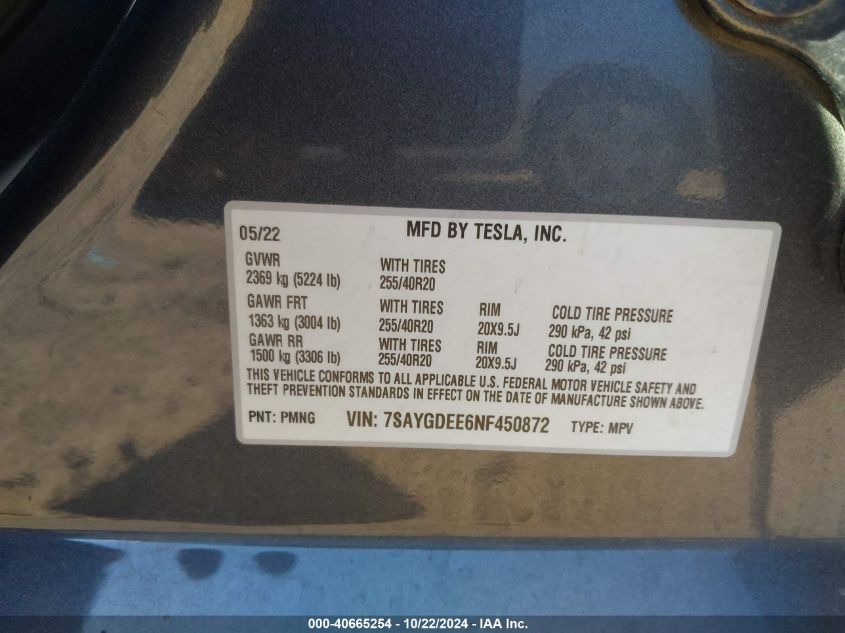 05/22 MFD BY TESLA, INC.
GVWR WITH TIRES
2369 kg (5224 lb) 255/40R20
GAWR FRT WITH TIRES RIM COLD TIRE PRESSURE
1363 kg (3004 lb) 255/40R20 20X9.5J 290 kPa, 42 psi
GAWR RR WITH TIRES RIM COLD TIRE PRESSURE
1500 kg (3306 lb) 255/40R20 20X9.5J 290 kPa, 42 psi
THIS VEHICLE CONFORMS TO ALL APPLICABLE U.S. FEDERAL MOTOR VEHICLE SAFETY AND
THEFT PREVENTION STANDARDS IN EFFECT ON THE DATE OF MANUFACTURE SHOWN ABOVE.
PNT: PMNG VIN: 7SAYGDEE6NF450872 TYPE: MPV
000-40665254 - 10/22/2024 - IAA Inc.